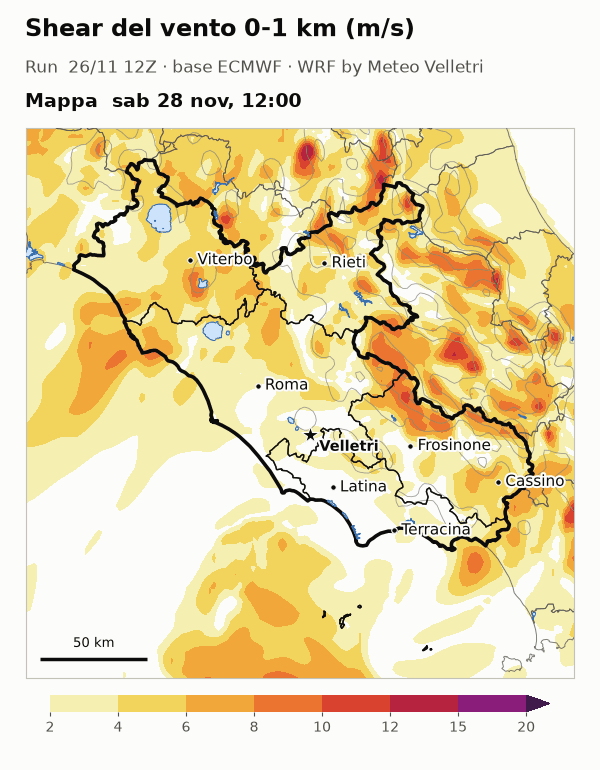 Shear del vento 0-1 km (m/s)
Run  26/11 12Z · base ECMWF · WRF by Meteo Velletri
Mappa  sab 28 nov, 12:00
Viterbo
Rieti
Roma
Velletri
Frosinone
Cassino
Latina
Terracina
50 km
2 4 6 8 10 12 15 20